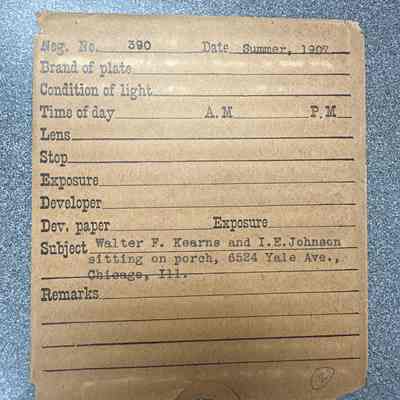 Neg. No. 390 Date Summer, 1907
Brand of plate
Condition of light
Time of day A.M P.M
Lens
Stop
Exposure
Developer
Dev. paper Exposure
Subject Walter F. Kearns and I.E.Johnson
sitting on porch, 6524 Yale Ave.,
Chicago, Ill.
Remarks